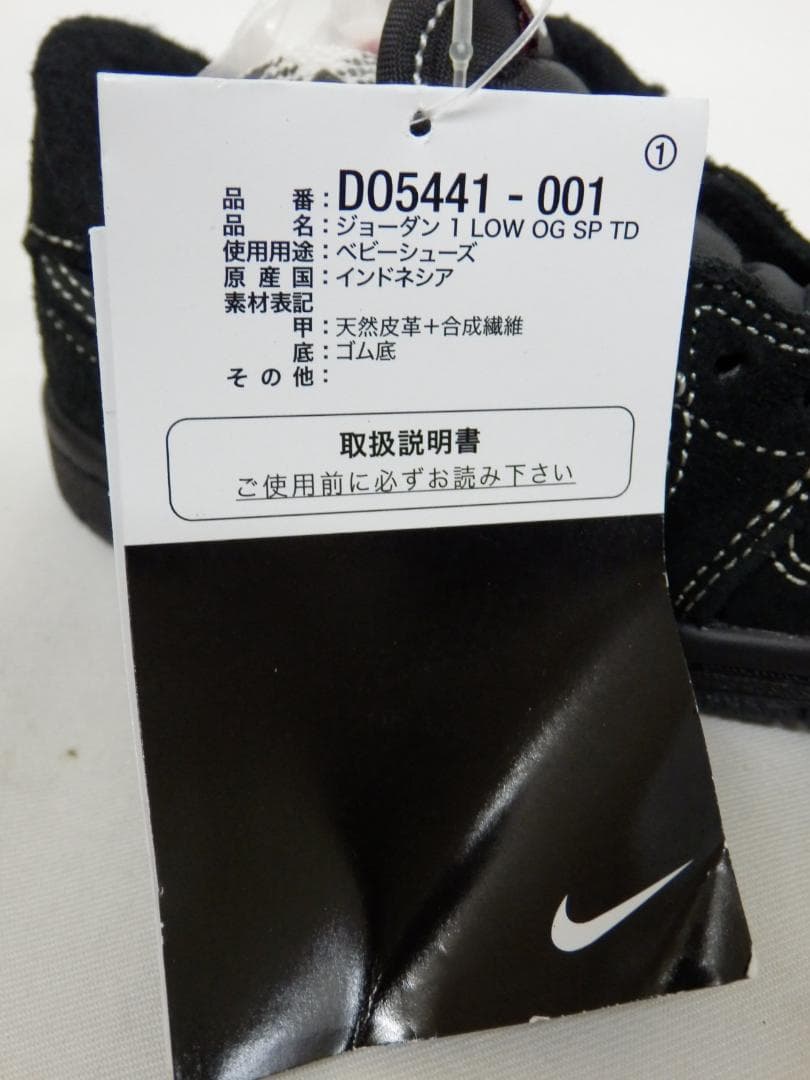 ①
品番：DO5441 - 001
品名：ジョーダン 1 LOW OG SP TD
使用用途：ベビーシューズ
原産国：インドネシア
素材表記
甲：天然皮革＋合成繊維
底：ゴム底
その他：
取扱説明書
ご使用前に必ずお読み下さい